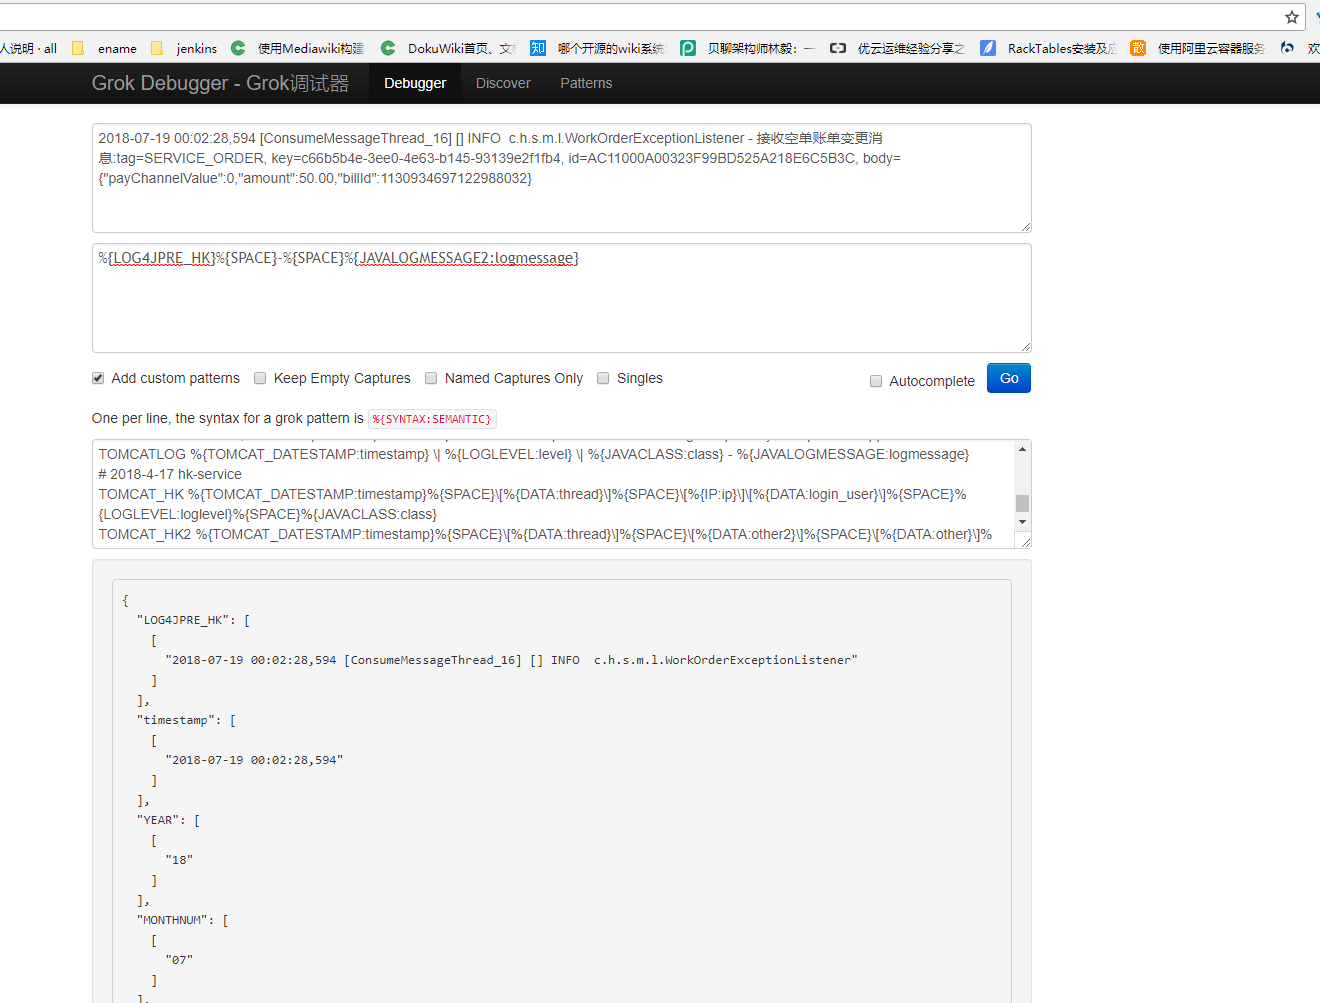 人说明 · all ename jenkins 使用Mediawiki构建 DokuWiki首页、文 知 哪个开源的wiki系统 贝聊架构师林毅：一 优云运维经验分享之 RackTables安装及应 散 使用阿里云容器服务 欢
Grok Debugger - Grok调试器 Debugger Discover Patterns
2018-07-19 00:02:28,594 [ConsumeMessageThread_16] [] INFO  c.h.s.m.l.WorkOrderExceptionListener - 接收空单账单变更消
息:tag=SERVICE_ORDER, key=c66b5b4e-3ee0-4e63-b145-93139e2f1fb4, id=AC11000A00323F99BD525A218E6C5B3C, body=
{"payChannelValue":0,"amount":50.00,"billId":1130934697122988032}
%{LOG4JPRE_HK}%{SPACE}-%{SPACE}%{JAVALOGMESSAGE2:logmessage}
Add custom patterns Keep Empty Captures Named Captures Only Singles Autocomplete Go
One per line, the syntax for a grok pattern is %{SYNTAX:SEMANTIC}
TOMCATLOG %{TOMCAT_DATESTAMP:timestamp} \| %{LOGLEVEL:level} \| %{JAVACLASS:class} - %{JAVALOGMESSAGE:logmessage}
# 2018-4-17 hk-service
TOMCAT_HK %{TOMCAT_DATESTAMP:timestamp}%{SPACE}\[%{DATA:thread}\]%{SPACE}\[%{IP:ip}\]\[%{DATA:login_user}\]%{SPACE}%
{LOGLEVEL:loglevel}%{SPACE}%{JAVACLASS:class}
TOMCAT_HK2 %{TOMCAT_DATESTAMP:timestamp}%{SPACE}\[%{DATA:thread}\]%{SPACE}\[%{DATA:other2}\]%{SPACE}\[%{DATA:other}\]%
{
"LOG4JPRE_HK": [
[
"2018-07-19 00:02:28,594 [ConsumeMessageThread_16] [] INFO  c.h.s.m.l.WorkOrderExceptionListener"
]
],
"timestamp": [
[
"2018-07-19 00:02:28,594"
]
],
"YEAR": [
[
"18"
]
],
"MONTHNUM": [
[
"07"
]
],